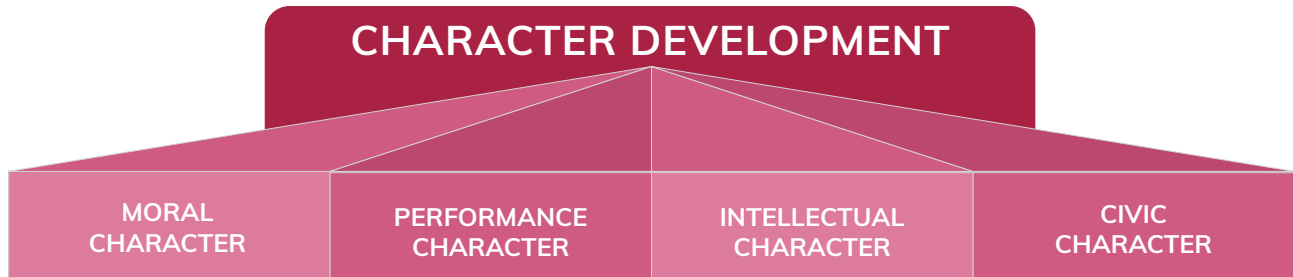 CHARACTER DEVELOPMENT
MORAL
CHARACTER
PERFORMANCE
CHARACTER
INTELLECTUAL
CHARACTER
CIVIC
CHARACTER